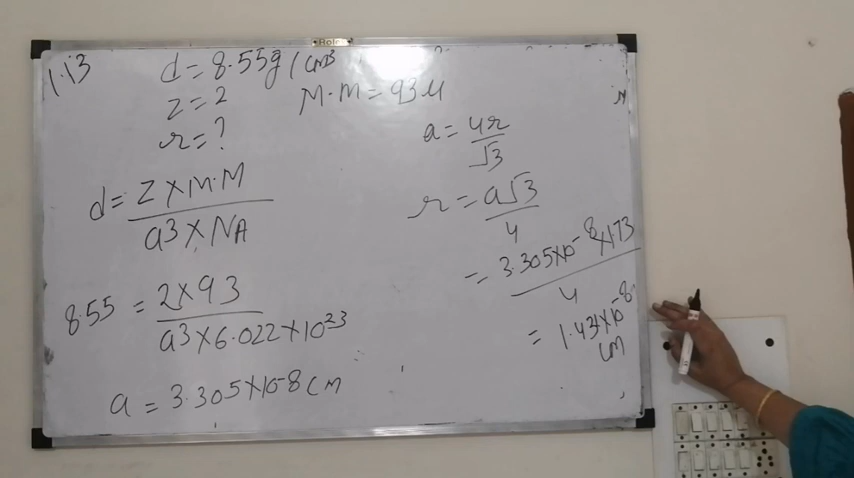 Rolex
1.13
d = 8.55g / cm³
z = 2
M.M = 93u
r = ?
d = Z × M.M / a³ × NA
8.55 = 2 × 93 / a³ × 6.022 × 10²³
a = 3.305 × 10-8 cm
a = 4r / √3
r = a√3 / 4
= 3.305×10⁻⁸ × 1.73 / 4
= 1.43×10⁻⁸
cm